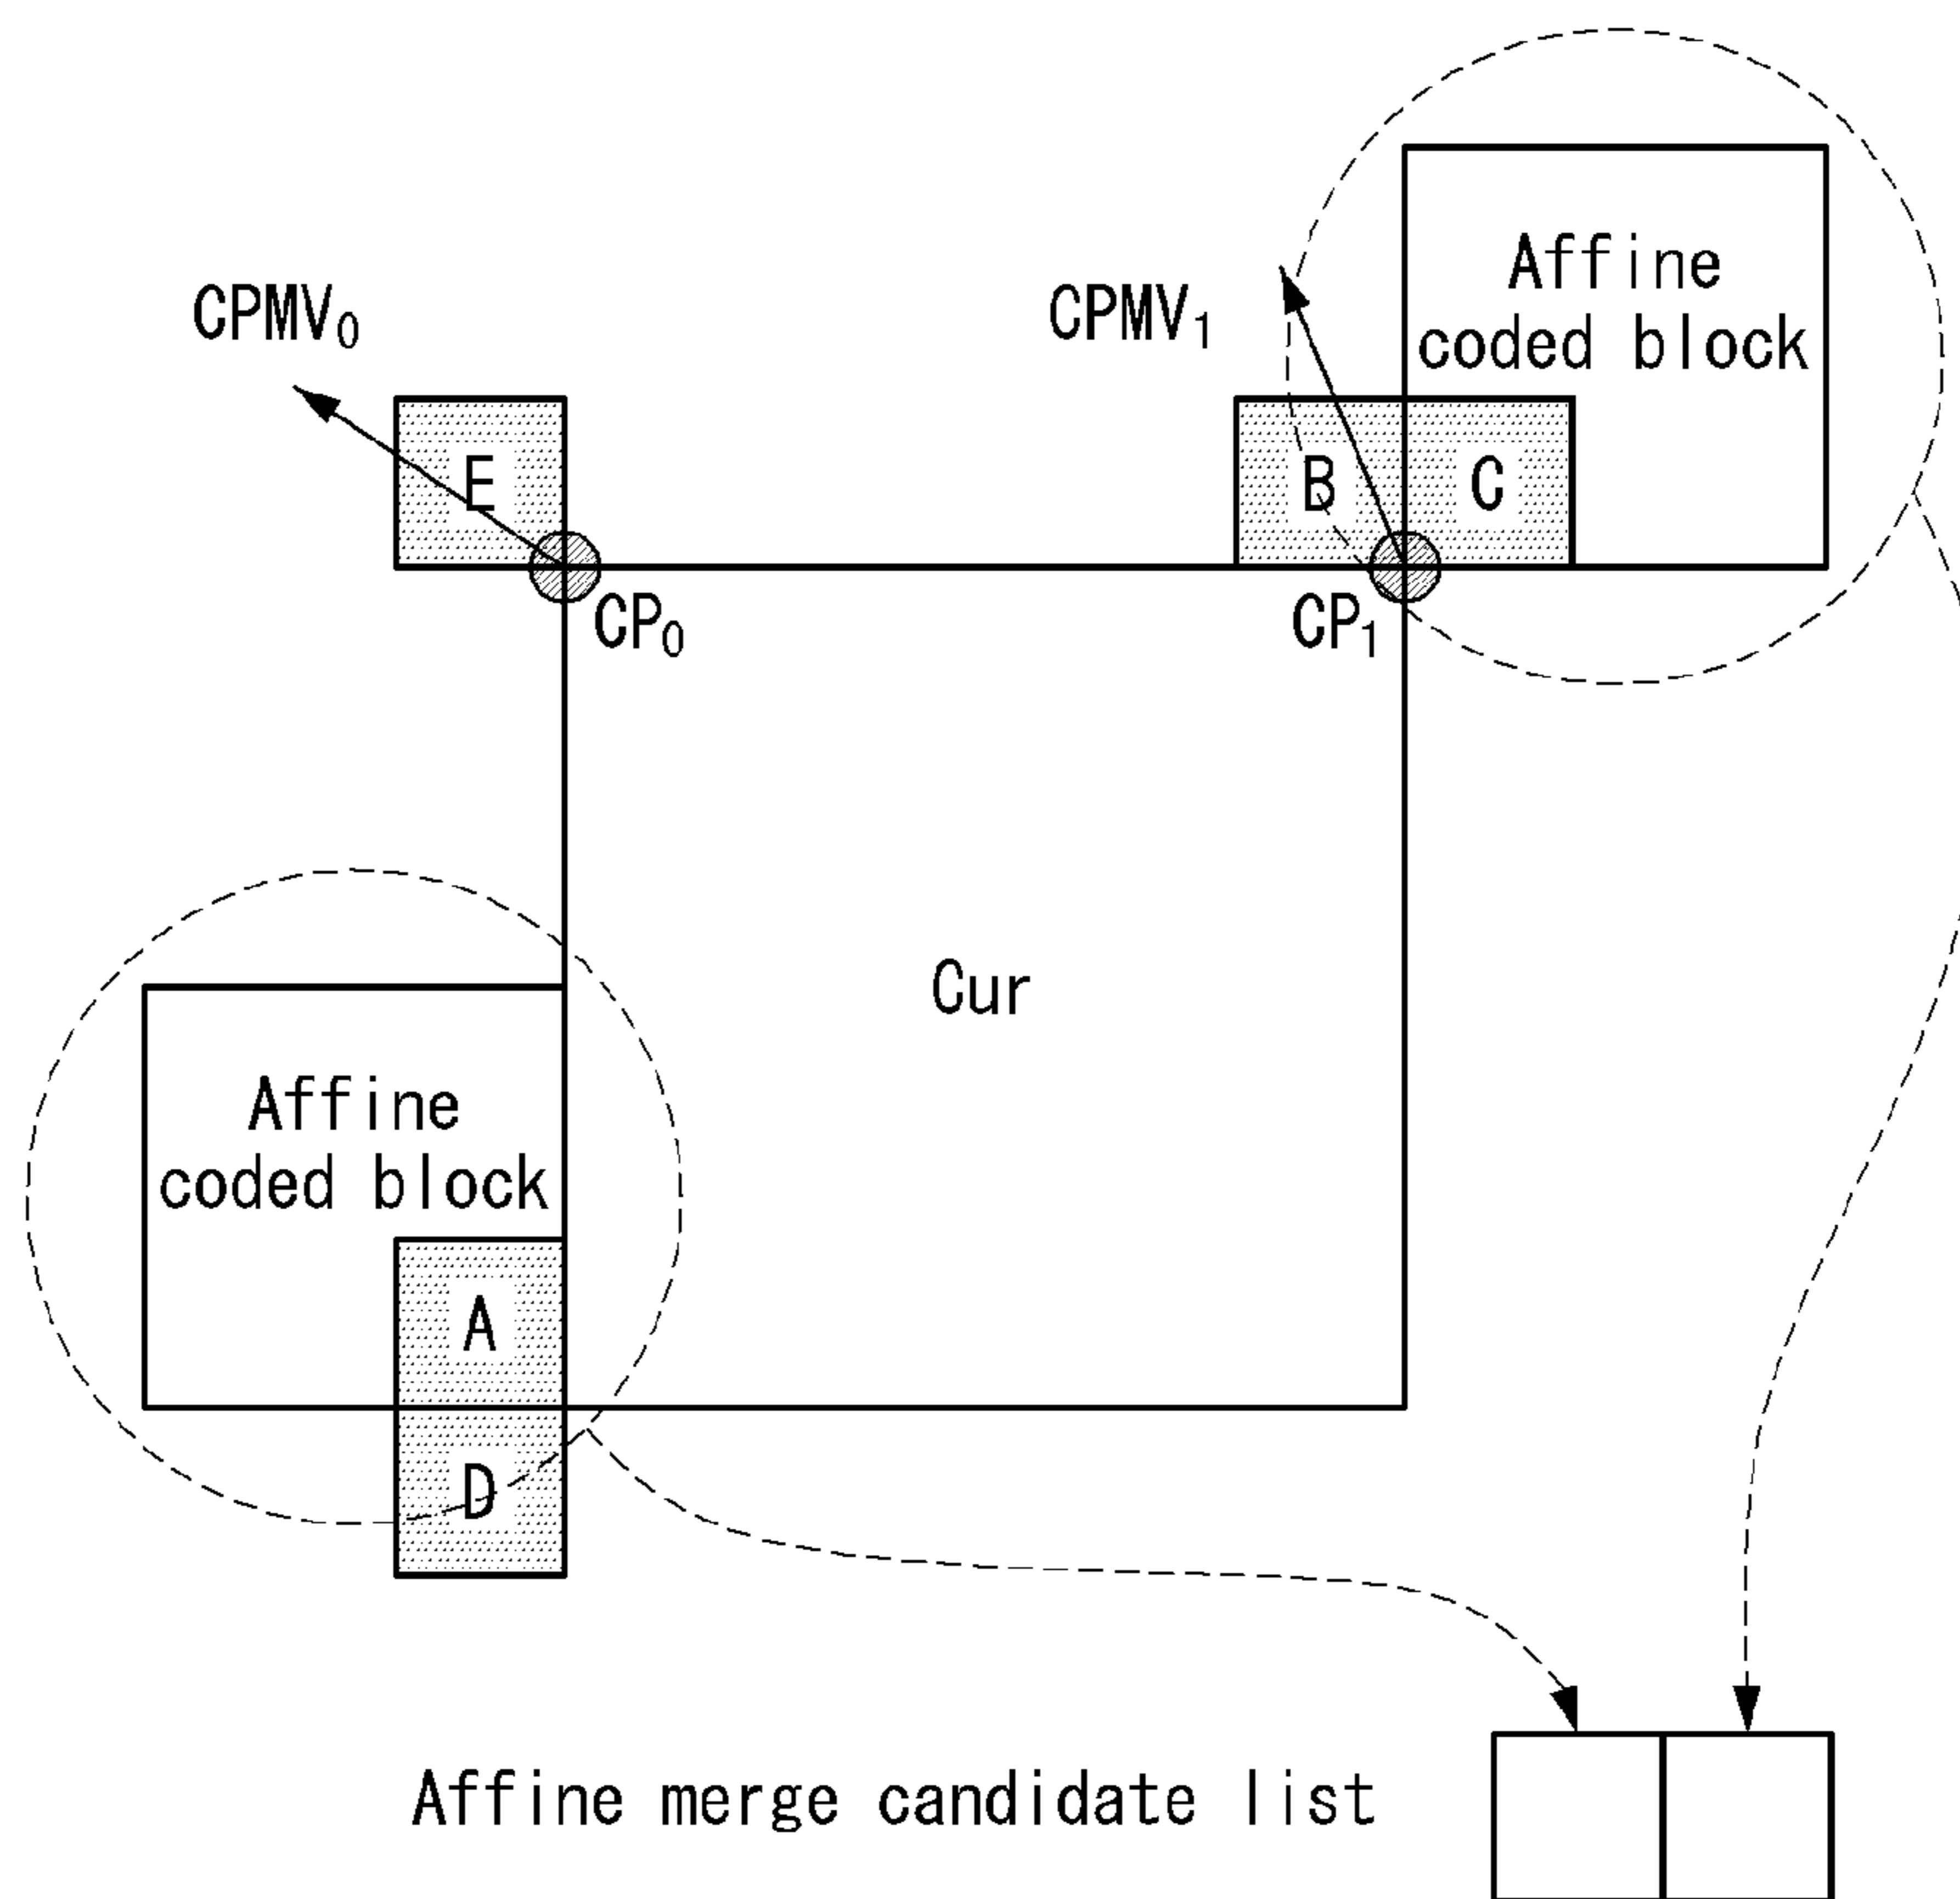 Affine
coded block
CPMV₀
CPMV₁
E
B
C
CP₀
CP₁
Cur
Affine
coded block
A
D
Affine merge candidate list